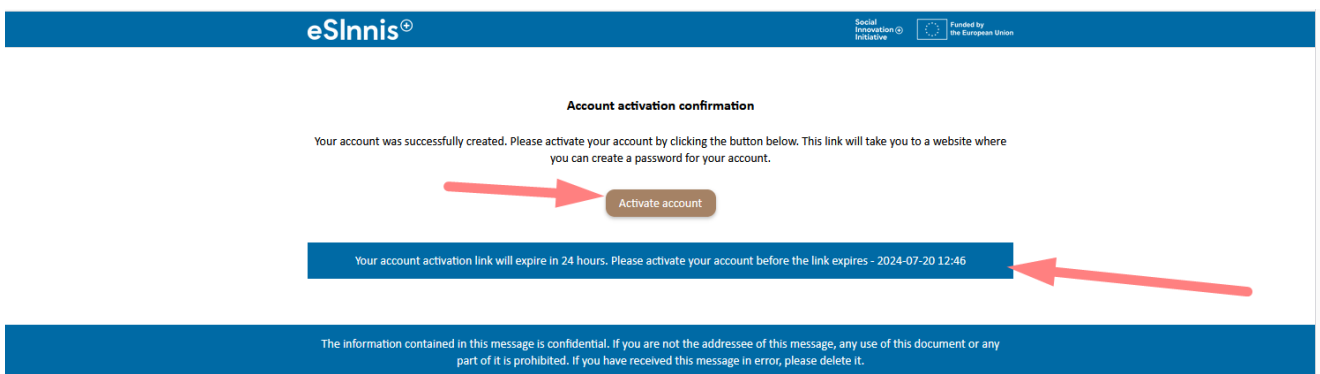 eSInnis⊕
Social
Innovation ⊕
Initiative
Funded by
the European Union
Account activation confirmation
Your account was successfully created. Please activate your account by clicking the button below. This link will take you to a website where
you can create a password for your account.
Activate account
Your account activation link will expire in 24 hours. Please activate your account before the link expires - 2024-07-20 12:46
The information contained in this message is confidential. If you are not the addressee of this message, any use of this document or any
part of it is prohibited. If you have received this message in error, please delete it.